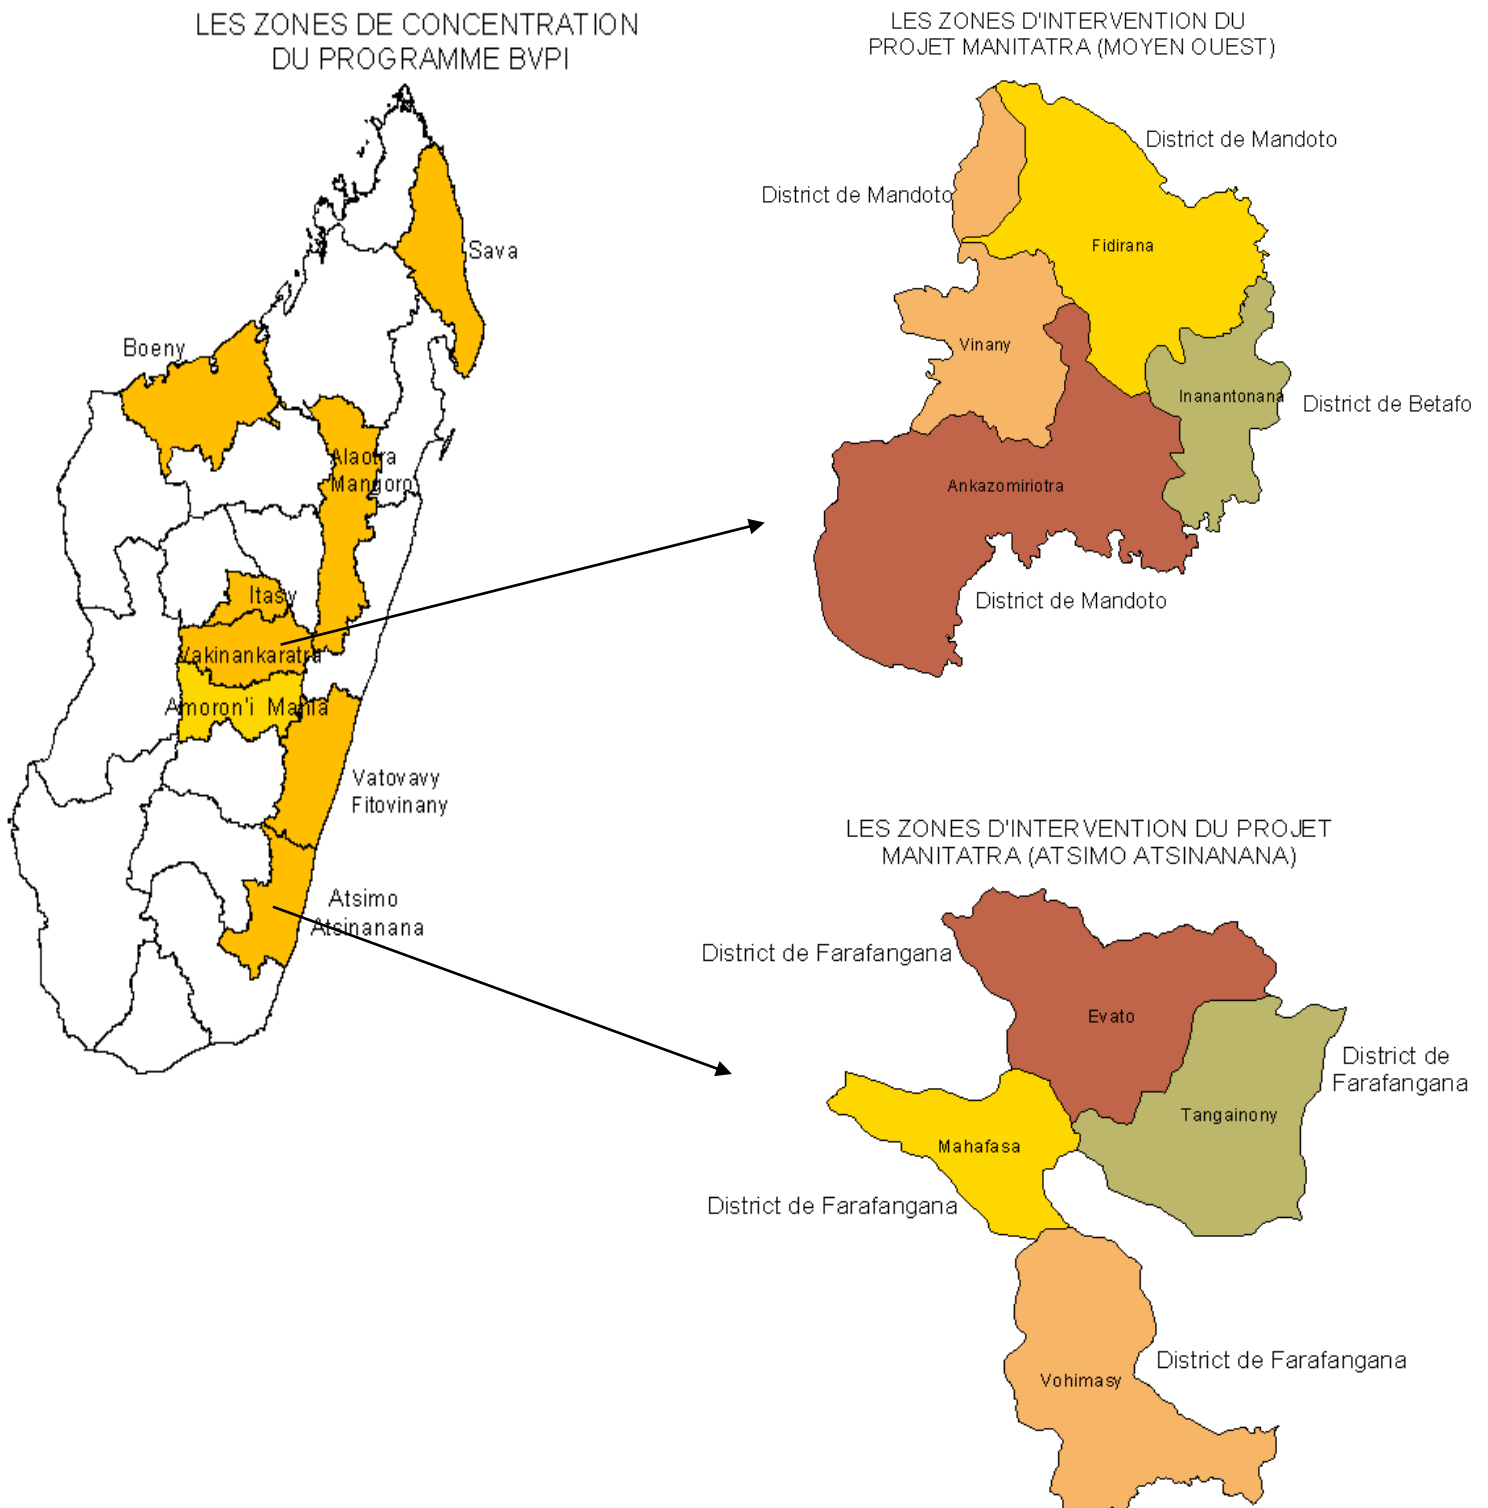 LES ZONES DE CONCENTRATION
DU PROGRAMME BVPI
Sava
Boeny
Alaotra
Mangoro
Itasy
Vakinankaratra
Amoron'i Mania
Vatovavy
Fitovinany
Atsimo
Atsinanana
LES ZONES D'INTERVENTION DU
PROJET MANITATRA (MOYEN OUEST)
District de Mandoto
District de Mandoto
Fidirana
Vinany
Inanantonana
District de Betafo
Ankazomiriotra
District de Mandoto
LES ZONES D'INTERVENTION DU PROJET
MANITATRA (ATSIMO ATSINANANA)
District de Farafangana
Evato
District de
Farafangana
Tangainony
Mahafasa
District de Farafangana
District de Farafangana
Vohimasy